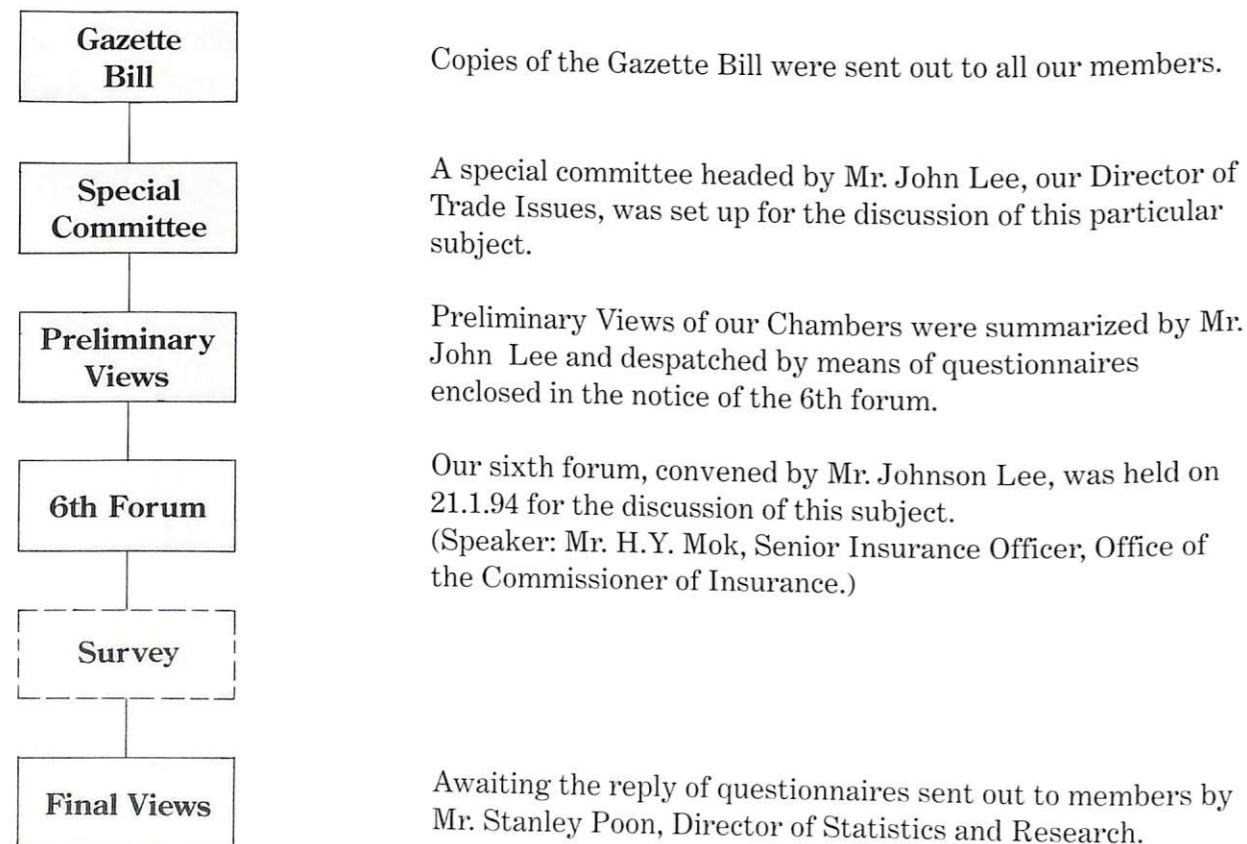 Gazette
Bill
Copies of the Gazette Bill were sent out to all our members.
Special
Committee
A special committee headed by Mr. John Lee, our Director of
Trade Issues, was set up for the discussion of this particular
subject.
Preliminary
Views
Preliminary Views of our Chambers were summarized by Mr.
John Lee and despatched by means of questionnaires
enclosed in the notice of the 6th forum.
6th Forum
Our sixth forum, convened by Mr. Johnson Lee, was held on
21.1.94 for the discussion of this subject.
(Speaker: Mr. H.Y. Mok, Senior Insurance Officer, Office of
the Commissioner of Insurance.)
Survey
Final Views
Awaiting the reply of questionnaires sent out to members by
Mr. Stanley Poon, Director of Statistics and Research.